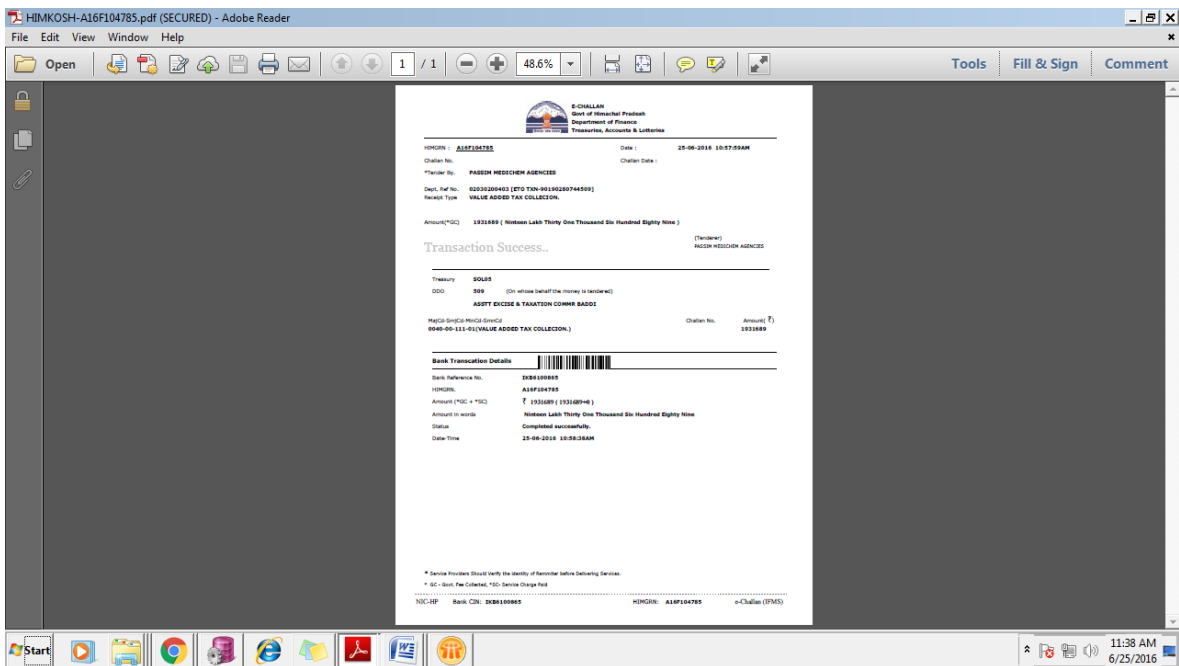 HIMKOSH-A16F104785.pdf (SECURED) - Adobe Reader
File Edit View Window Help
Open 1 / 1 48.6% Tools Fill & Sign Comment
E-CHALLAN
Govt of Himachal Pradesh
Department of Finance
Treasuries, Accounts & Lotteries
HIMGRN : A16F104785 Date : 25-06-2016 10:57:59AM
Challan No. Challan Date :
*Tender By. PASSIM MEDICHEM AGENCIES
Dept. Ref No. 02030200403 [ETO TXN-90190260744509]
Receipt Type VALUE ADDED TAX COLLECION.
Amount(*GC) 1931689 ( Ninteen Lakh Thirty One Thousand Six Hundred Eighty Nine )
(Tenderer)
Transaction Success.. PASSIM MEDICHEM AGENCIES
Treasury SOL05
DDO 509 (On whose behalf the money is tendered)
ASSTT EXCISE & TAXATION COMMR BADDI
MajCd-SmjCd-MinCd-SmnCd Challan No. Amount( ₹)
0040-00-111-01(VALUE ADDED TAX COLLECION.) 1931689
Bank Transcation Details
Bank Reference No. IKB6100865
HIMGRN. A16F104785
Amount (*GC + *SC) ₹ 1931689 ( 1931689+0 )
Amount in words Ninteen Lakh Thirty One Thousand Six Hundred Eighty Nine
Status Completed successfully.
Date-Time 25-06-2016 10:58:38AM
* Service Providers Should Verify the Identity of Remmiter before Delivering Services.
* GC - Govt. Fee Collected, *SC- Service Charge Paid
NIC-HP Bank CIN: IKB6100865 HIMGRN: A16F104785 e-Challan (IFMS)
Start 11:38 AM
6/25/2016